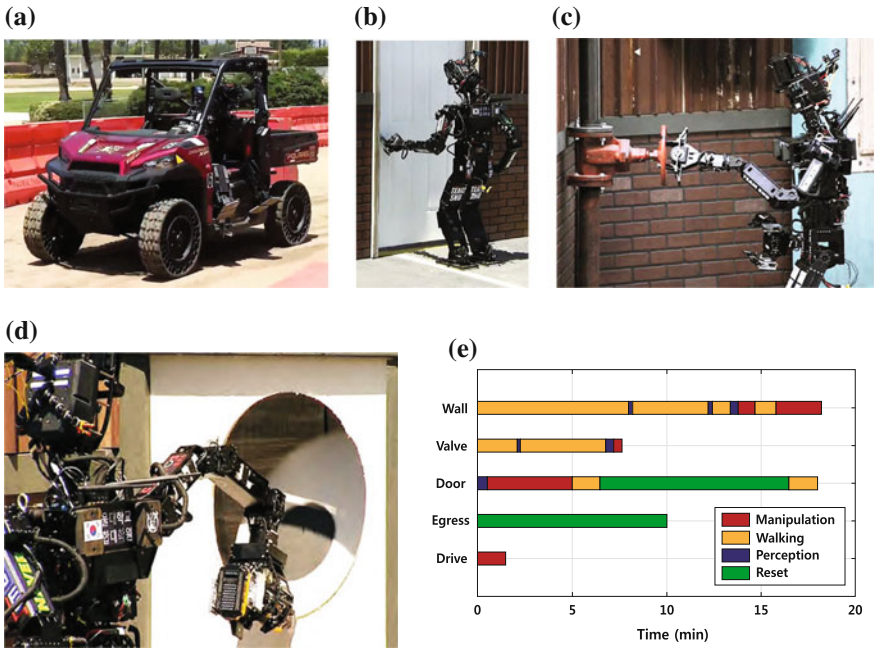 (a)
(b)
(c)
(d)
(e)
Wall
Valve
Door
Egress
Drive
Manipulation
Walking
Perception
Reset
0
5
10
15
20
Time (min)